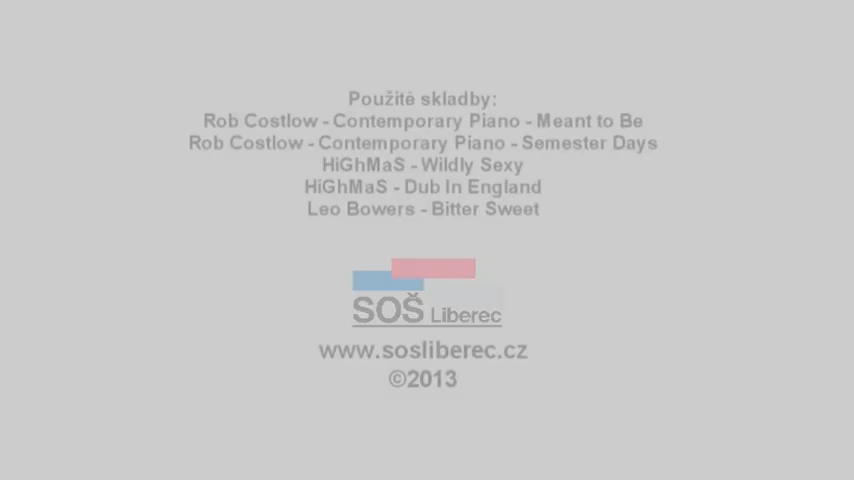 Použité skladby:
Rob Costlow - Contemporary Piano - Meant to Be
Rob Costlow - Contemporary Piano - Semester Days
HiGhMaS - Wildly Sexy
HiGhMaS - Dub In England
Leo Bowers - Bitter Sweet
SOŠ Liberec
www.sosliberec.cz
©2013